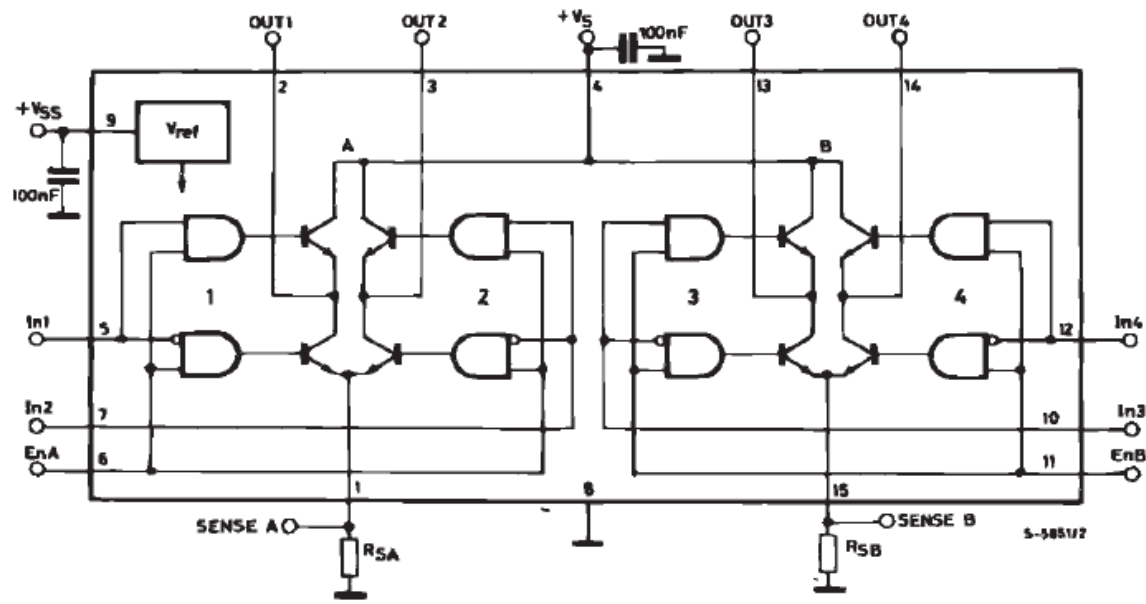 OUT1
OUT2
+VS
100nF
OUT3
OUT4
2
3
4
13
14
+VSS
9
Vref
A
B
100nF
1
2
3
4
In1
5
12
In4
In2
7
10
In3
EnA
6
11
EnB
1
8
15
SENSE A
SENSE B
S-5851/2
RSA
RSB